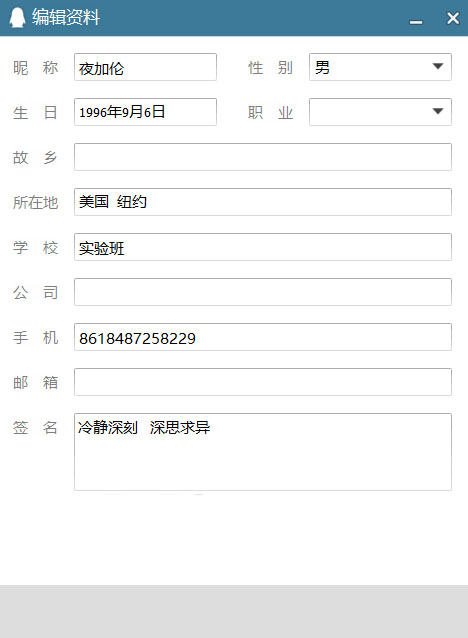 编辑资料
昵 称 夜加伦 性 别 男
生 日 1996年9月6日 职 业
故 乡
所在地 美国 纽约
学 校 实验班
公 司
手 机 8618487258229
邮 箱
签 名 冷静深刻 深思求异